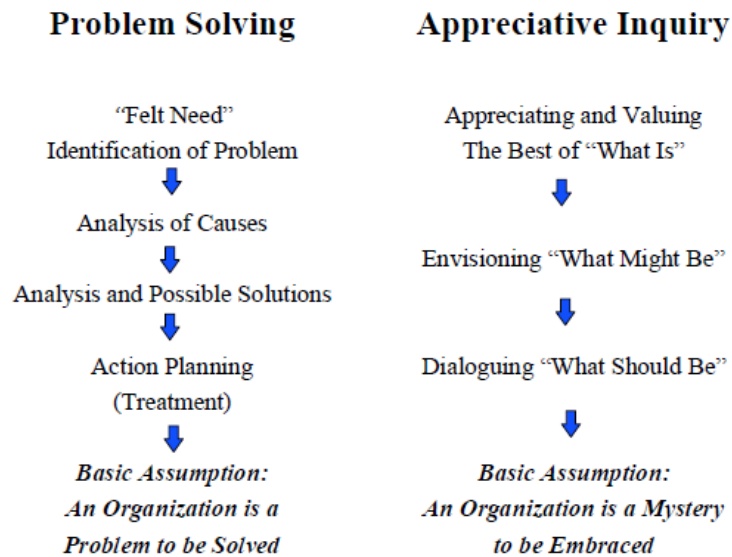 Problem Solving
“Felt Need”
Identification of Problem
Analysis of Causes
Analysis and Possible Solutions
Action Planning
(Treatment)
Basic Assumption:
An Organization is a
Problem to be Solved
Appreciative Inquiry
Appreciating and Valuing
The Best of “What Is”
Envisioning “What Might Be”
Dialoguing “What Should Be”
Basic Assumption:
An Organization is a Mystery
to be Embraced